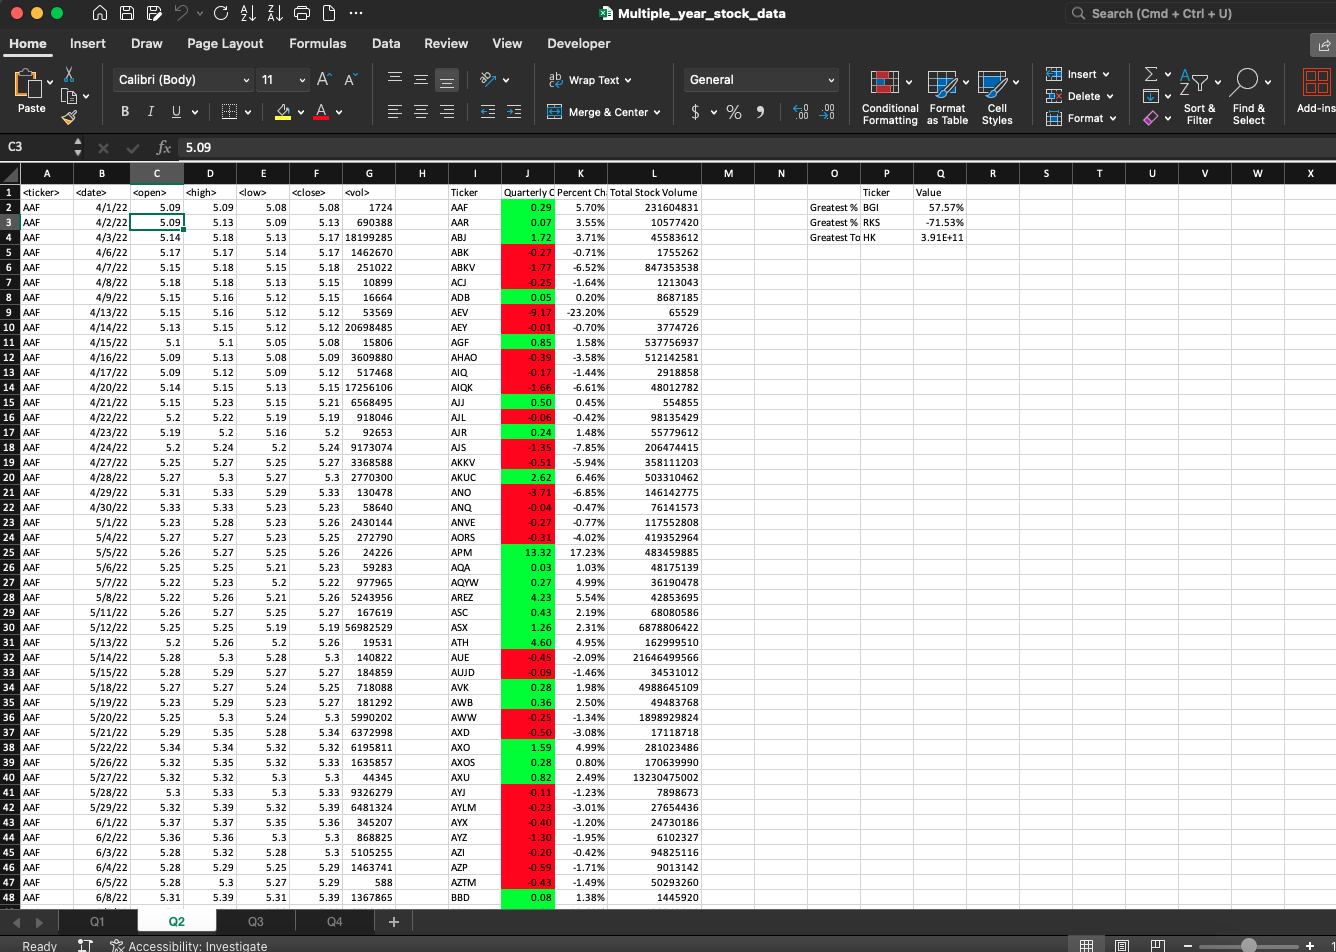 Multiple_year_stock_data
Search (Cmd + Ctrl + U)
Home Insert Draw Page Layout Formulas Data Review View Developer
Paste Calibri (Body) 11 A A ab Wrap Text General Insert
Delete
B I U A Merge & Center $ % Conditional Formatting Format as Table Cell Styles Format Sort & Filter Find & Select Add-ins
C3 fx 5.09
A B C D E F G H I J K L M N O P Q R S T U V W X
1 <ticker> <date> <open> <high> <low> <close> <vol> Ticker Quarterly C Percent Ch Total Stock Volume Ticker Value
2 AAF 4/1/22 5.09 5.09 5.08 5.08 1724 AAF 0.29 5.70% 231604831 Greatest % BGI 57.57%
3 AAF 4/2/22 5.09 5.13 5.09 5.13 690388 AAR 0.07 3.55% 10577420 Greatest % RKS -71.53%
4 AAF 4/3/22 5.14 5.18 5.13 5.17 18199285 ABJ 1.72 3.71% 45583612 Greatest To HK 3.91E+11
5 AAF 4/6/22 5.17 5.17 5.14 5.17 1462670 ABK -0.27 -0.71% 1755262
6 AAF 4/7/22 5.15 5.18 5.15 5.18 251022 ABKV -1.77 -6.52% 847353538
7 AAF 4/8/22 5.18 5.18 5.13 5.15 10899 ACJ -0.25 -1.64% 1213043
8 AAF 4/9/22 5.15 5.16 5.12 5.15 16664 ADB 0.05 0.20% 8687185
9 AAF 4/13/22 5.15 5.16 5.12 5.12 53569 AEV -9.17 -23.20% 65529
10 AAF 4/14/22 5.13 5.15 5.12 5.12 20698485 AEY -0.01 -0.70% 3774726
11 AAF 4/15/22 5.1 5.1 5.05 5.08 15806 AGF 0.85 1.58% 537756937
12 AAF 4/16/22 5.09 5.13 5.08 5.09 3609880 AHAO -0.39 -3.58% 512142581
13 AAF 4/17/22 5.09 5.12 5.09 5.12 517468 AIQ -0.17 -1.44% 2918858
14 AAF 4/20/22 5.14 5.15 5.13 5.15 17256106 AIQK -1.66 -6.61% 48012782
15 AAF 4/21/22 5.15 5.23 5.15 5.21 6568495 AJJ 0.50 0.45% 554855
16 AAF 4/22/22 5.2 5.22 5.19 5.19 918046 AJL -0.06 -0.42% 98135429
17 AAF 4/23/22 5.19 5.2 5.16 5.2 92653 AJR 0.24 1.48% 55779612
18 AAF 4/24/22 5.2 5.24 5.2 5.24 9173074 AJS -1.35 -7.85% 206474415
19 AAF 4/27/22 5.25 5.27 5.25 5.27 3368588 AKKV -0.51 -5.94% 358111203
20 AAF 4/28/22 5.27 5.3 5.27 5.3 2770300 AKUC 2.62 6.46% 503310462
21 AAF 4/29/22 5.31 5.33 5.29 5.33 130478 ANO -3.71 -6.85% 146142775
22 AAF 4/30/22 5.33 5.33 5.23 5.23 58640 ANQ -0.04 -0.47% 76141573
23 AAF 5/1/22 5.23 5.28 5.23 5.26 2430144 ANVE -0.27 -0.77% 117552808
24 AAF 5/4/22 5.27 5.27 5.23 5.25 272790 AORS -0.31 -4.02% 419352964
25 AAF 5/5/22 5.26 5.27 5.25 5.26 24226 APM 13.32 17.23% 483459885
26 AAF 5/6/22 5.25 5.25 5.21 5.23 59283 AQA 0.03 1.03% 48175139
27 AAF 5/7/22 5.22 5.23 5.2 5.22 977965 AQYW 0.27 4.99% 36190478
28 AAF 5/8/22 5.22 5.26 5.21 5.26 5243956 AREZ 4.23 5.54% 42853695
29 AAF 5/11/22 5.26 5.27 5.25 5.27 167619 ASC 0.43 2.19% 68080586
30 AAF 5/12/22 5.25 5.25 5.19 5.19 56982529 ASX 1.26 2.31% 6878806422
31 AAF 5/13/22 5.2 5.26 5.2 5.26 19531 ATH 4.60 4.95% 162999510
32 AAF 5/14/22 5.28 5.3 5.28 5.3 140822 AUE -0.45 -2.09% 21646499566
33 AAF 5/15/22 5.28 5.29 5.27 5.27 184859 AUJD -0.09 -1.46% 34531012
34 AAF 5/18/22 5.27 5.27 5.24 5.25 718088 AVK 0.28 1.98% 4988645109
35 AAF 5/19/22 5.23 5.29 5.23 5.27 181292 AWB 0.36 2.50% 49483768
36 AAF 5/20/22 5.25 5.3 5.24 5.3 5990202 AWW -0.25 -1.34% 1898929824
37 AAF 5/21/22 5.29 5.35 5.28 5.34 6372998 AXD -0.50 -3.08% 17118718
38 AAF 5/22/22 5.34 5.34 5.32 5.32 6195811 AXO 1.59 4.99% 281023486
39 AAF 5/26/22 5.32 5.35 5.32 5.33 1635857 AXOS 0.28 0.80% 170639990
40 AAF 5/27/22 5.32 5.32 5.3 5.3 44345 AXU 0.82 2.49% 13230475002
41 AAF 5/28/22 5.3 5.33 5.3 5.33 9326279 AYJ -0.11 -1.23% 7898673
42 AAF 5/29/22 5.32 5.39 5.32 5.39 6481324 AYLM -0.23 -3.01% 27654436
43 AAF 6/1/22 5.37 5.37 5.35 5.36 345207 AYX -0.40 -1.20% 24730186
44 AAF 6/2/22 5.36 5.36 5.3 5.3 868825 AYZ -1.30 -1.95% 6102327
45 AAF 6/3/22 5.28 5.32 5.28 5.3 5105255 AZI -0.20 -0.42% 94825116
46 AAF 6/4/22 5.28 5.29 5.25 5.29 1463741 AZP -0.59 -1.71% 9013142
47 AAF 6/5/22 5.28 5.3 5.27 5.29 588 AZTM -0.43 -1.49% 50293260
48 AAF 6/8/22 5.31 5.39 5.31 5.39 1367865 BBD 0.08 1.38% 1445920
Q1 Q2 Q3 Q4 +
Ready Accessibility: Investigate